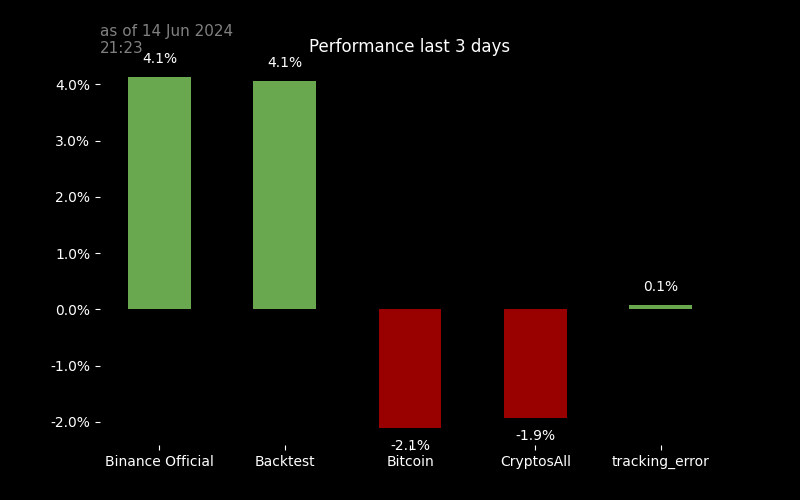 as of 14 Jun 2024
21:23
Performance last 3 days
4.1%
4.1%
4.0%
3.0%
2.0%
1.0%
0.1%
0.0%
-1.0%
-2.0%
-2.1%
-1.9%
Binance Official
Backtest
Bitcoin
CryptosAll
tracking_error